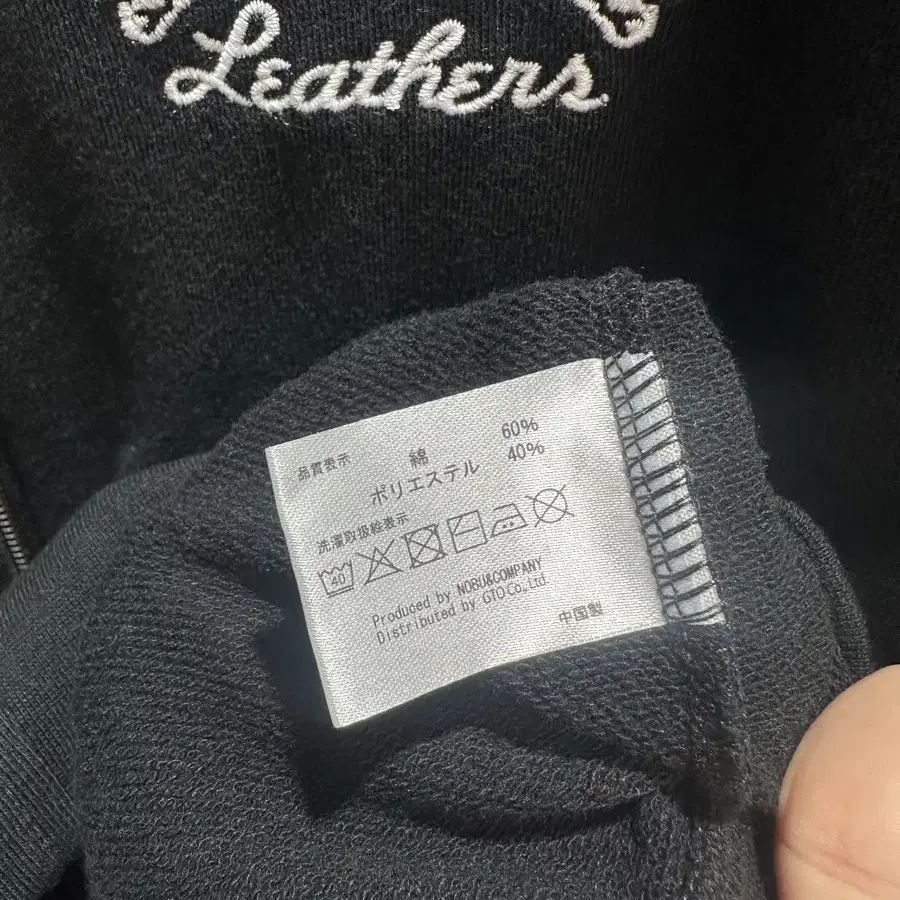 Leathers
品質表示
綿 60%
ポリエステル 40%
洗濯取扱絵表示
40
Produced by NOBU&COMPANY
Distributed by GTO Co., Ltd
中国製